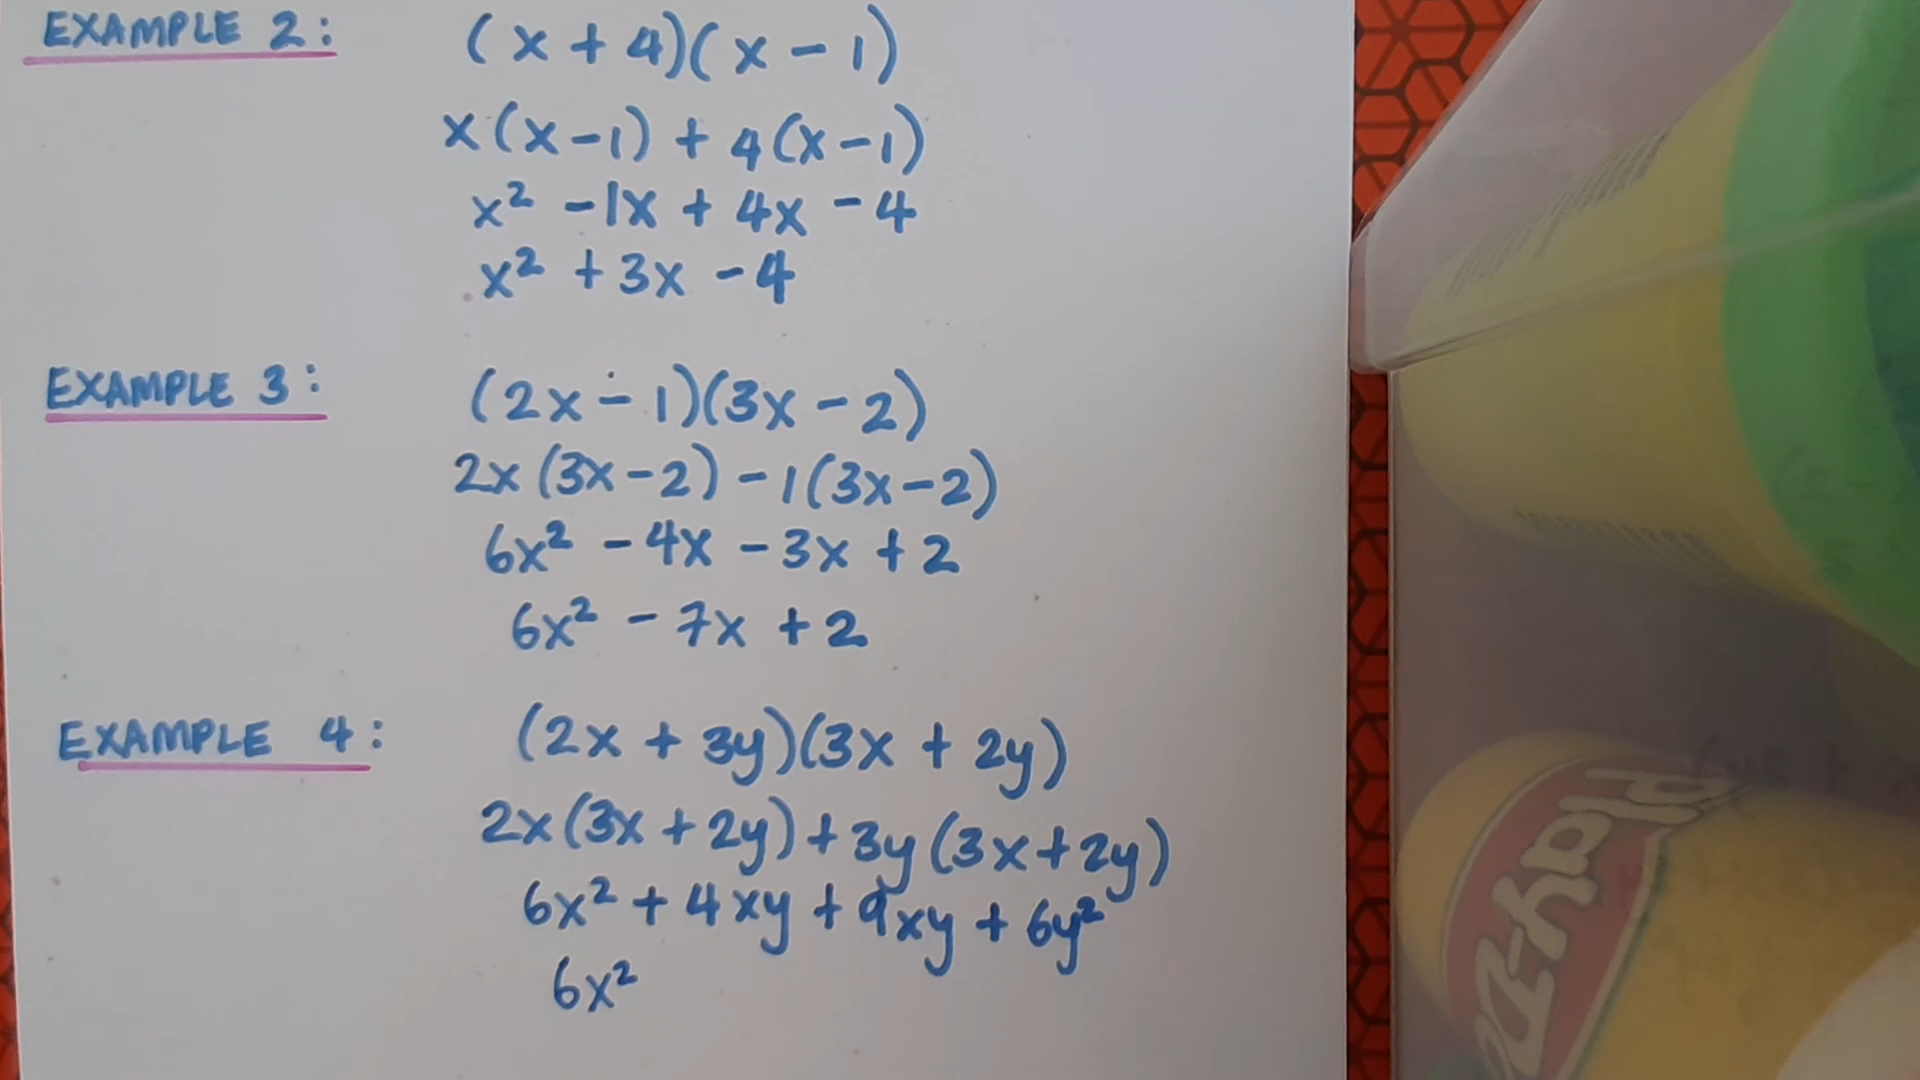 EXAMPLE 2: (x + 4)(x - 1)
x(x-1) + 4(x-1)
x² -1x + 4x - 4
x² + 3x - 4
EXAMPLE 3: (2x - 1)(3x - 2)
2x(3x-2) - 1(3x-2)
6x² - 4x - 3x + 2
6x² - 7x + 2
EXAMPLE 4: (2x + 3y)(3x + 2y)
2x(3x + 2y) + 3y(3x + 2y)
6x² + 4xy + 9xy + 6y²
6x²
Play-Do